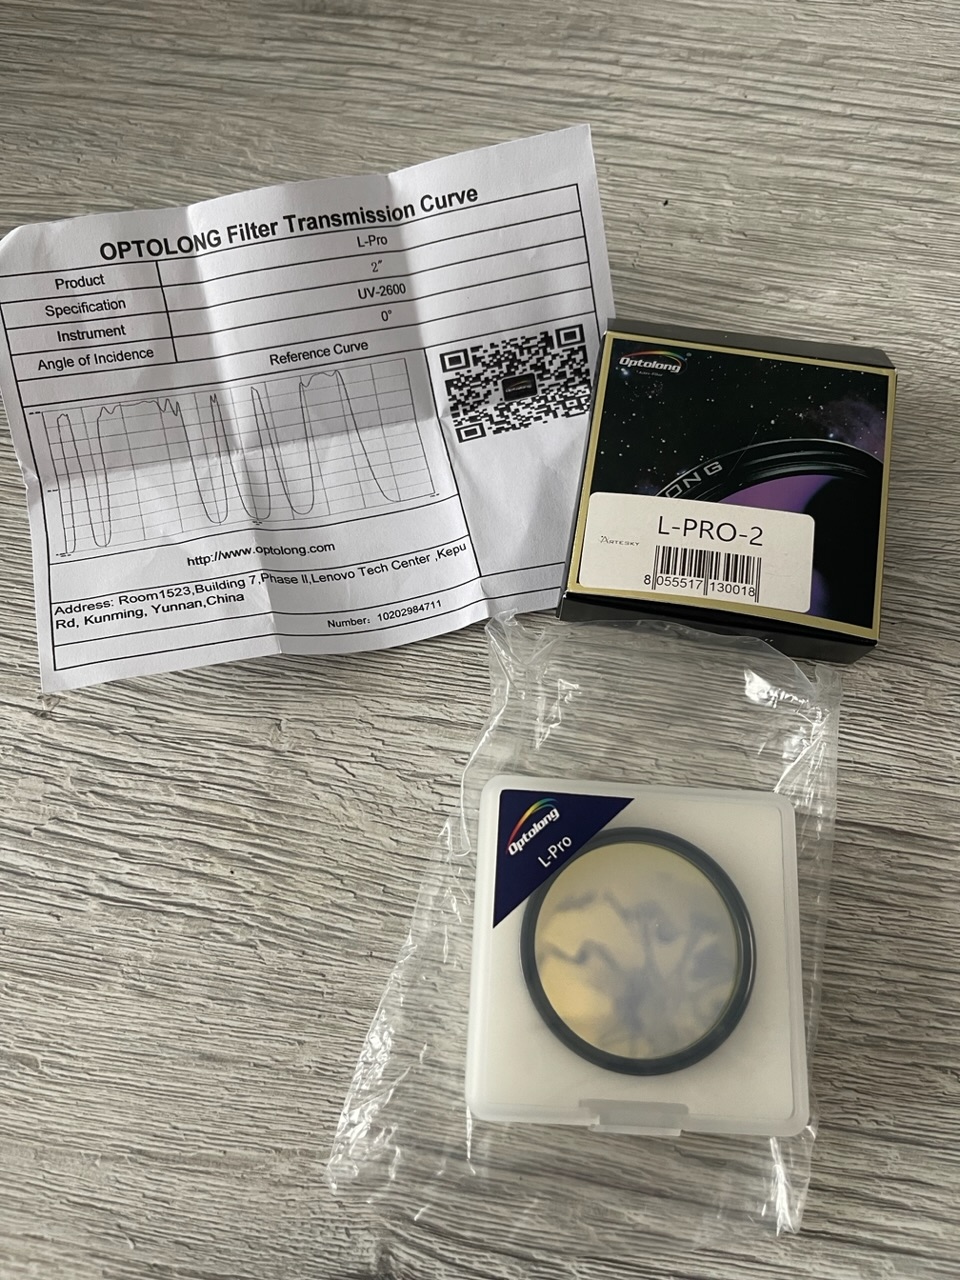 OPTOLONG Filter Transmission Curve
Product L-Pro
Specification 2"
Instrument UV-2600
Angle of Incidence 0°
Reference Curve
Optolong
http://www.optolong.com
Address: Room1523,Building 7,Phase II,Lenovo Tech Center ,Kepu
Rd, Kunming, Yunnan,China
Number: 10202984711
Optolong
ONG
L-PRO-2
ARTESKY
8 055517 130018
Optolong
L-Pro